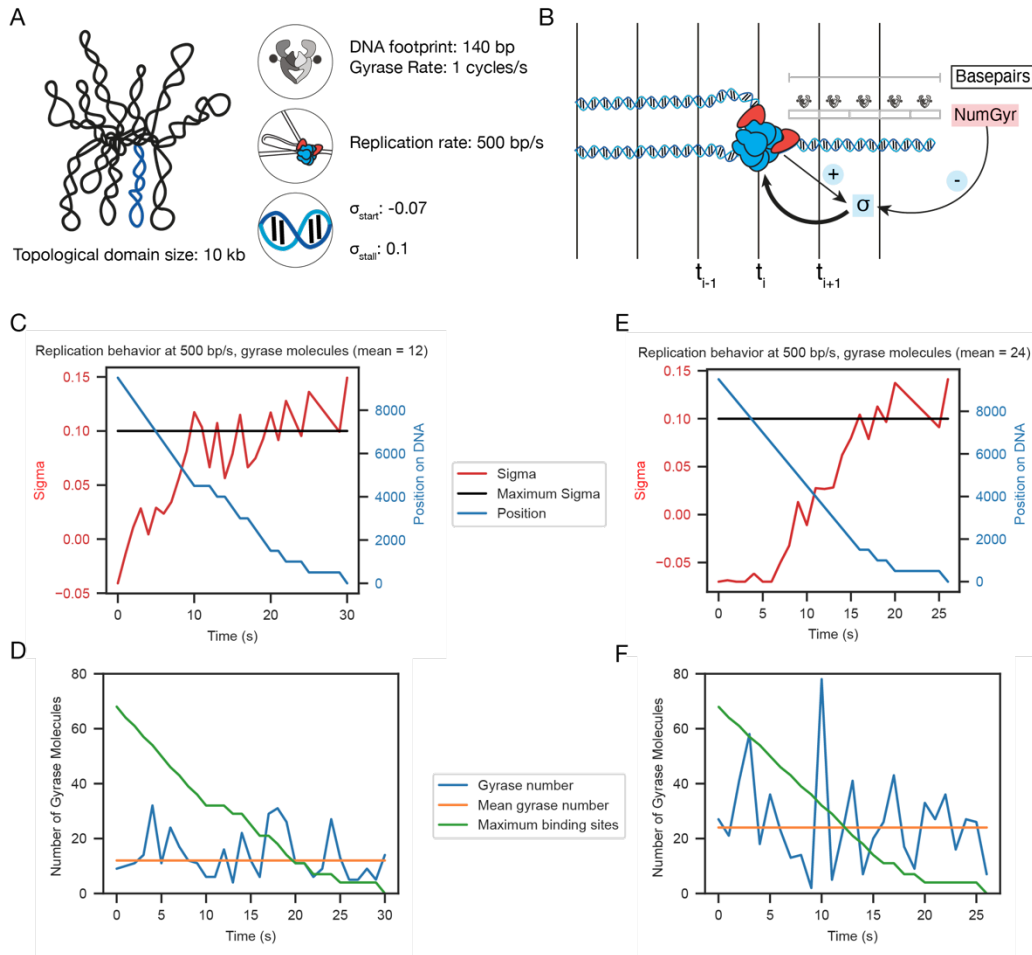 A
DNA footprint: 140 bp
Gyrase Rate: 1 cycles/s
Replication rate: 500 bp/s
σstart: -0.07
σstall: 0.1
Topological domain size: 10 kb
B
Basepairs
NumGyr
+
-
σ
ti-1
ti
ti+1
C
Replication behavior at 500 bp/s, gyrase molecules (mean = 12)
0.15
0.10
0.05
0.00
−0.05
Sigma
8000
6000
4000
2000
0
Position on DNA
0
10
20
30
Time (s)
Sigma
Maximum Sigma
Position
E
Replication behavior at 500 bp/s, gyrase molecules (mean = 24)
0.15
0.10
0.05
0.00
−0.05
Sigma
8000
6000
4000
2000
0
Position on DNA
0
5
10
15
20
25
Time (s)
D
80
60
40
20
0
Number of Gyrase Molecules
0
5
10
15
20
25
30
Time (s)
Gyrase number
Mean gyrase number
Maximum binding sites
F
80
60
40
20
0
Number of Gyrase Molecules
0
5
10
15
20
25
Time (s)